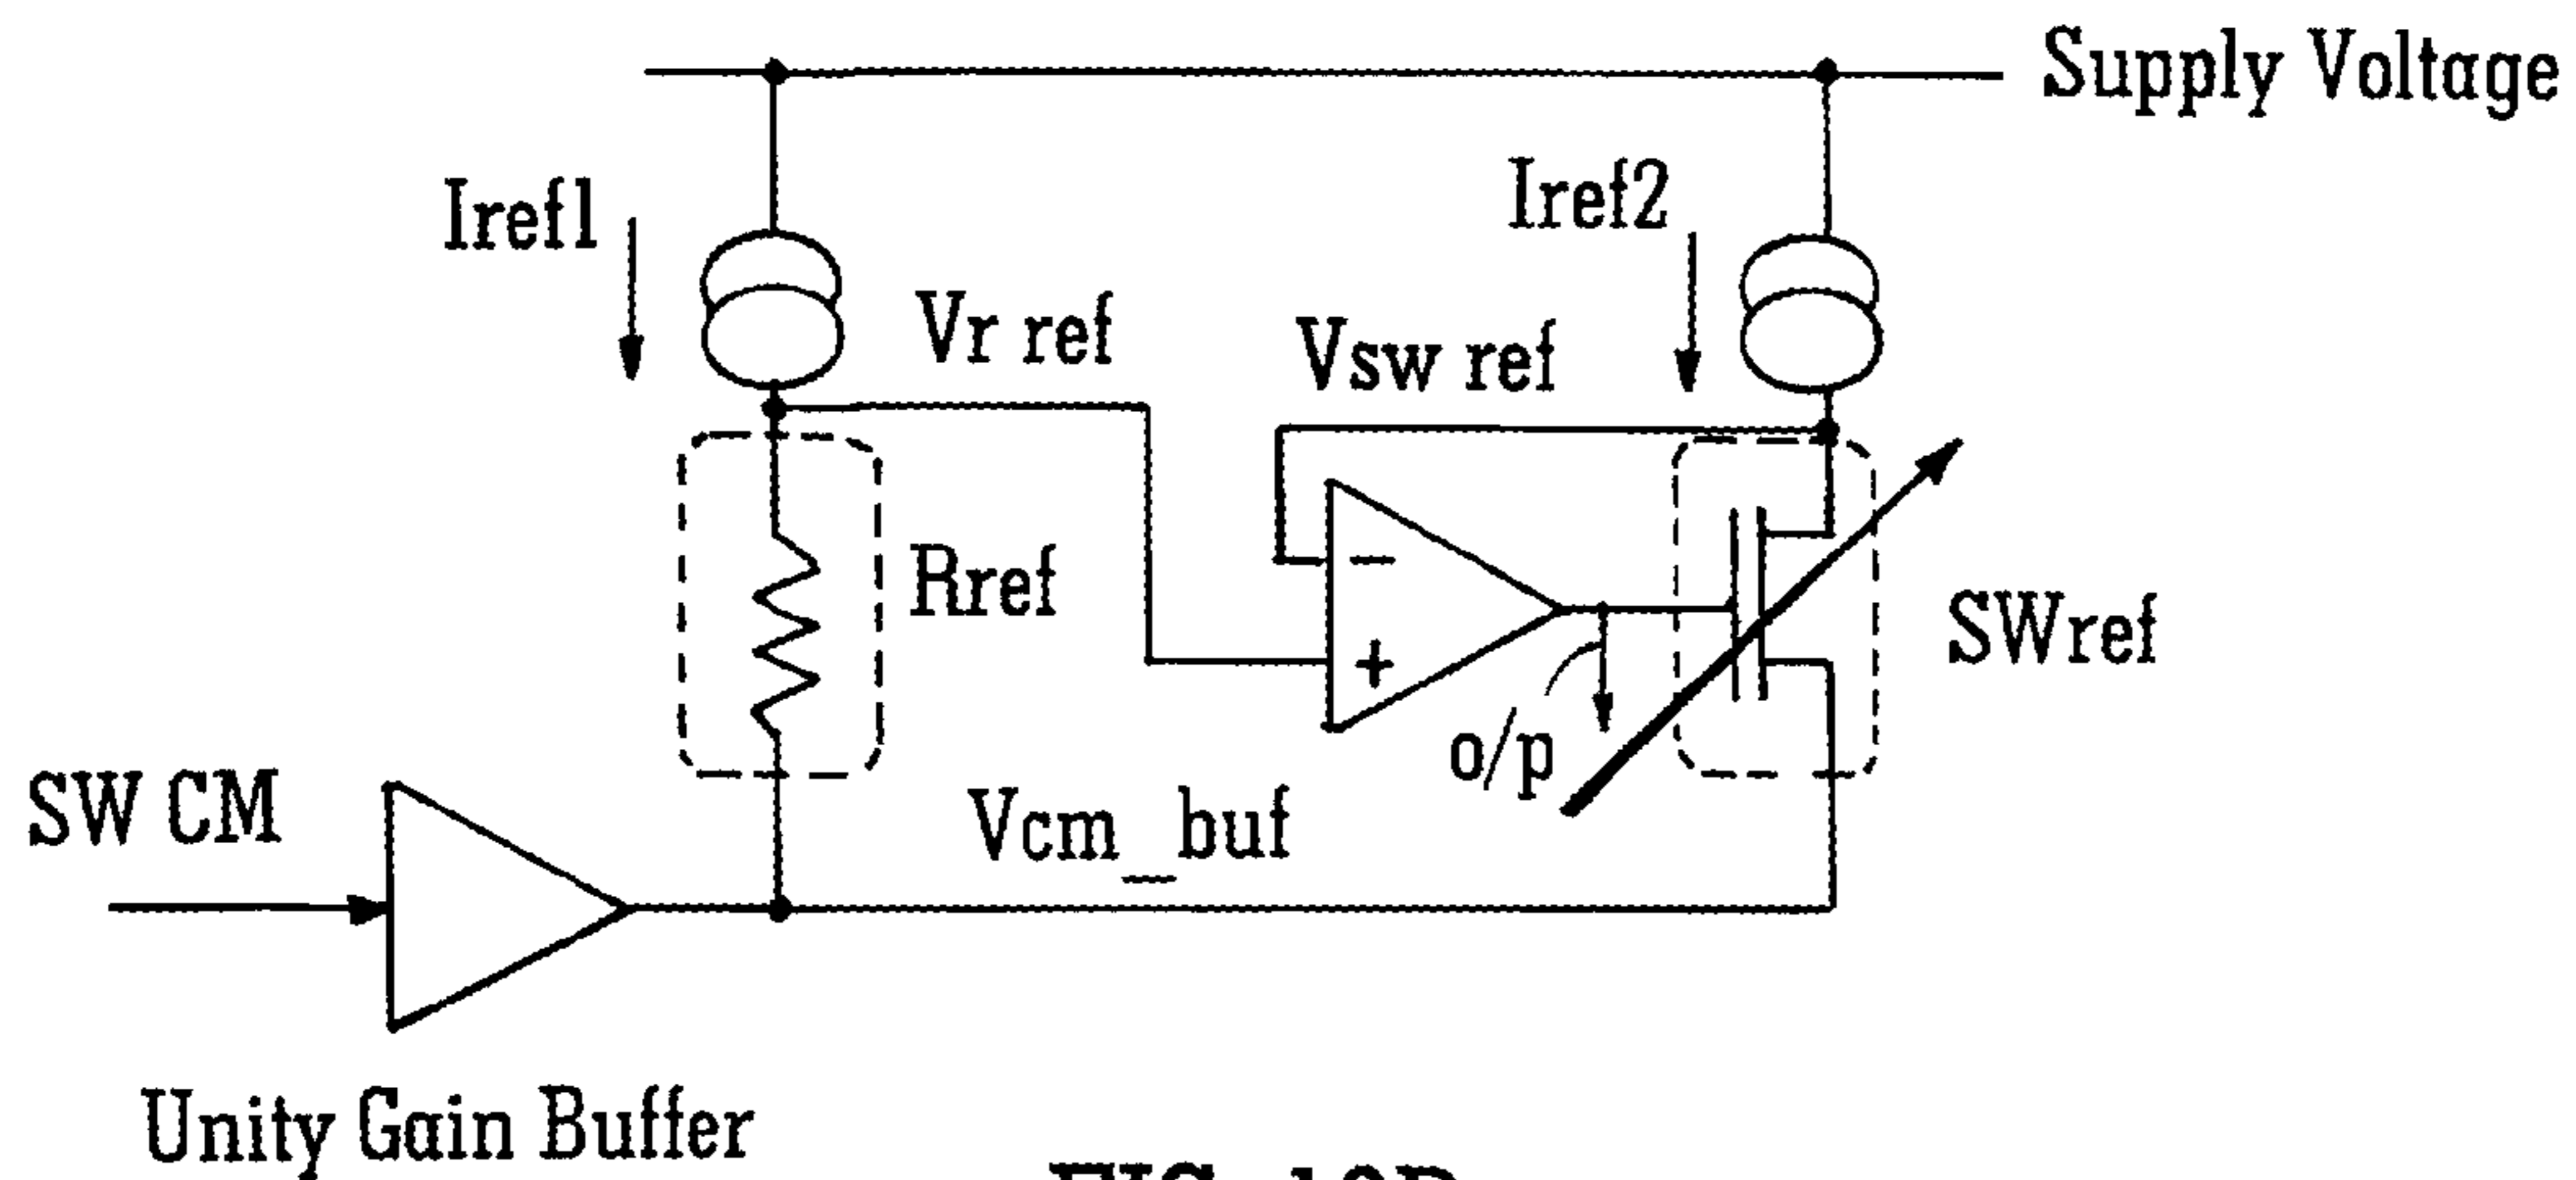 Supply Voltage
Iref1
Iref2
Vr ref
Vsw ref
−
Rref
+
SWref
o/p
SW CM
Vcm_buf
Unity Gain Buffer